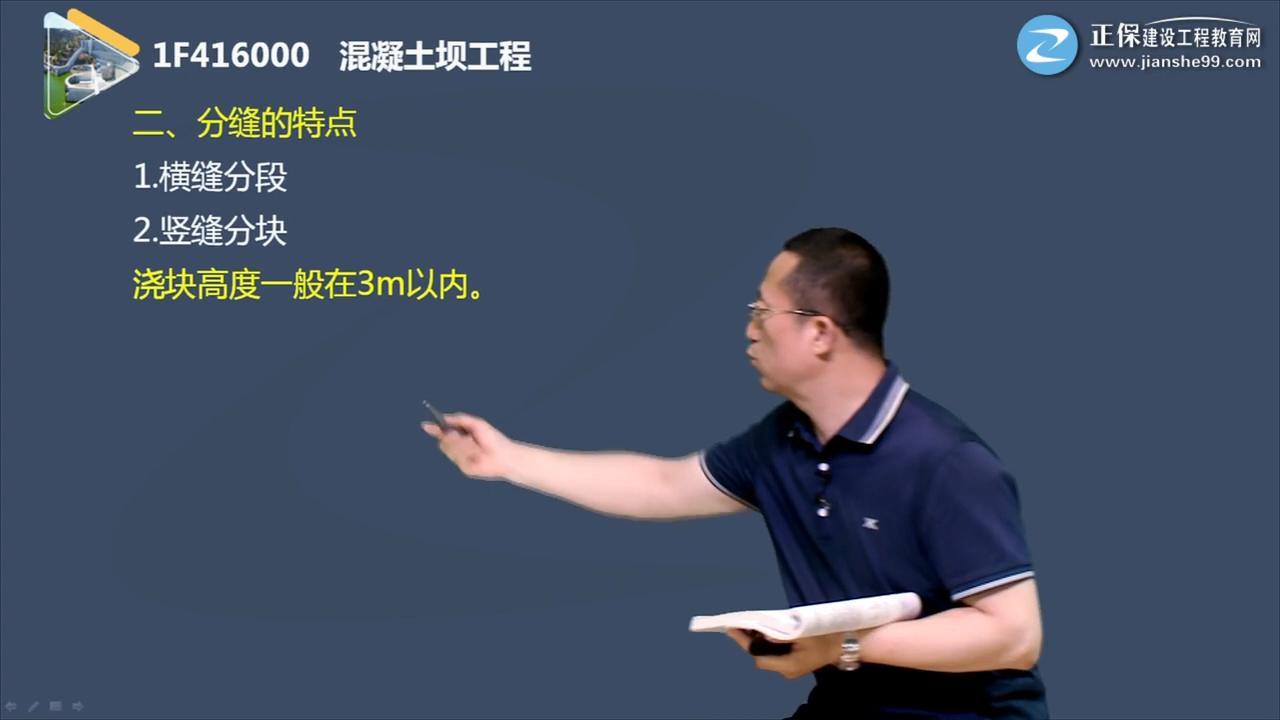 1F416000 混凝土坝工程
正保建设工程教育网
www.jianshe99.com
二、分缝的特点
1.横缝分段
2.竖缝分块
浇块高度一般在3m以内。